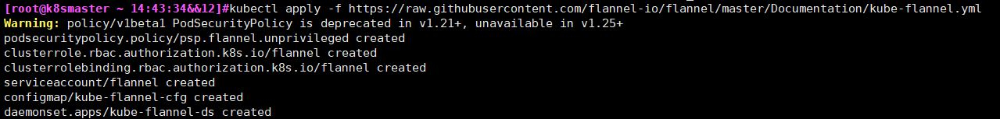 [root@k8smaster ~ 14:43:34&&12]#kubectl apply -f https://raw.githubusercontent.com/flannel-io/flannel/master/Documentation/kube-flannel.yml
Warning: policy/v1beta1 PodSecurityPolicy is deprecated in v1.21+, unavailable in v1.25+
podsecuritypolicy.policy/psp.flannel.unprivileged created
clusterrole.rbac.authorization.k8s.io/flannel created
clusterrolebinding.rbac.authorization.k8s.io/flannel created
serviceaccount/flannel created
configmap/kube-flannel-cfg created
daemonset.apps/kube-flannel-ds created